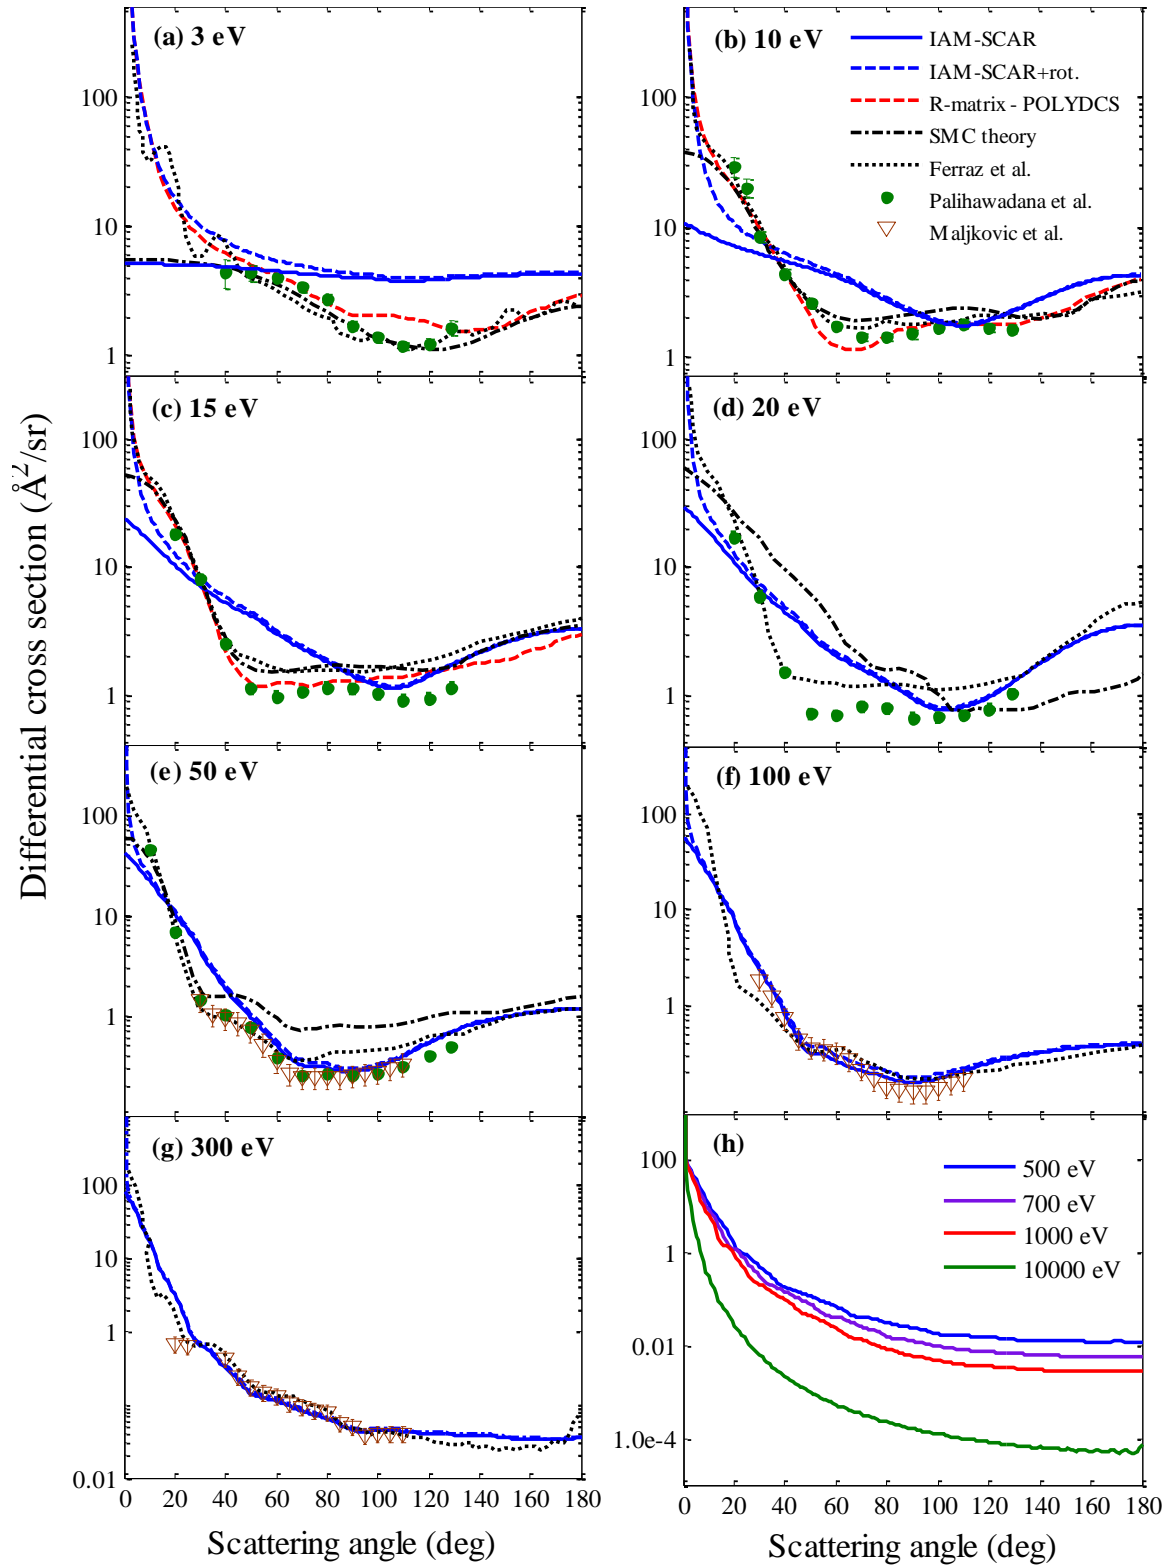 Differential cross section (Å²/sr)
(a) 3 eV
100
10
1
(b) 10 eV
IAM-SCAR
IAM-SCAR+rot.
R-matrix - POLYDCS
SMC theory
Ferraz et al.
Palihawadana et al.
Maljkovic et al.
100
10
1
(c) 15 eV
100
10
1
(d) 20 eV
100
10
1
(e) 50 eV
100
10
1
(f) 100 eV
100
10
1
(g) 300 eV
100
10
1
0.01
0 20 40 60 80 100 120 140 160 180
Scattering angle (deg)
(h)
500 eV
700 eV
1000 eV
10000 eV
100
1
0.01
1.0e-4
0 20 40 60 80 100 120 140 160 180
Scattering angle (deg)